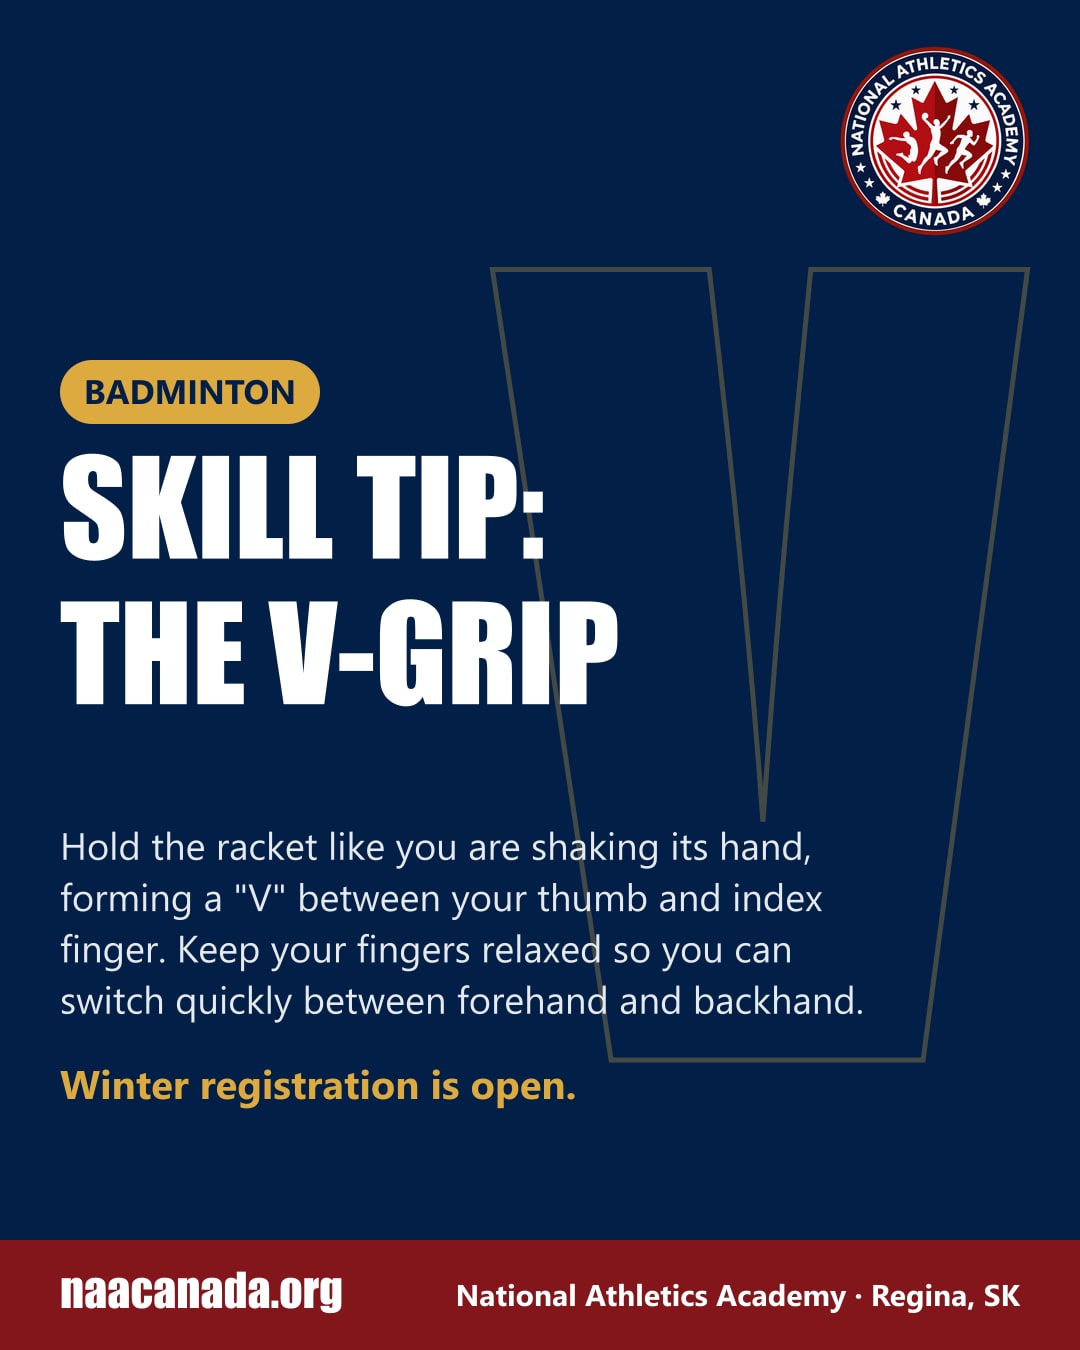 NATIONAL ATHLETICS ACADEMY
CANADA
V
BADMINTON
SKILL TIP:
THE V-GRIP
Hold the racket like you are shaking its hand,
forming a "V" between your thumb and index
finger. Keep your fingers relaxed so you can
switch quickly between forehand and backhand.
Winter registration is open.
naacanada.org
National Athletics Academy · Regina, SK